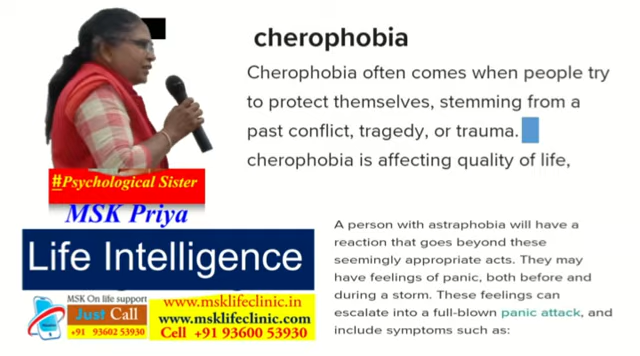 cherophobia
Cherophobia often comes when people try
to protect themselves, stemming from a
past conflict, tragedy, or trauma.
cherophobia is affecting quality of life,
#Psychological Sister
MSK Priya
Life Intelligence
MSK On life support
Just Call
+91 93602 53930
www.msklifeclinic.in
www.msklifeclinic.com
Cell +91 93600 53930
A person with astraphobia will have a
reaction that goes beyond these
seemingly appropriate acts. They may
have feelings of panic, both before and
during a storm. These feelings can
escalate into a full-blown panic attack, and
include symptoms such as: